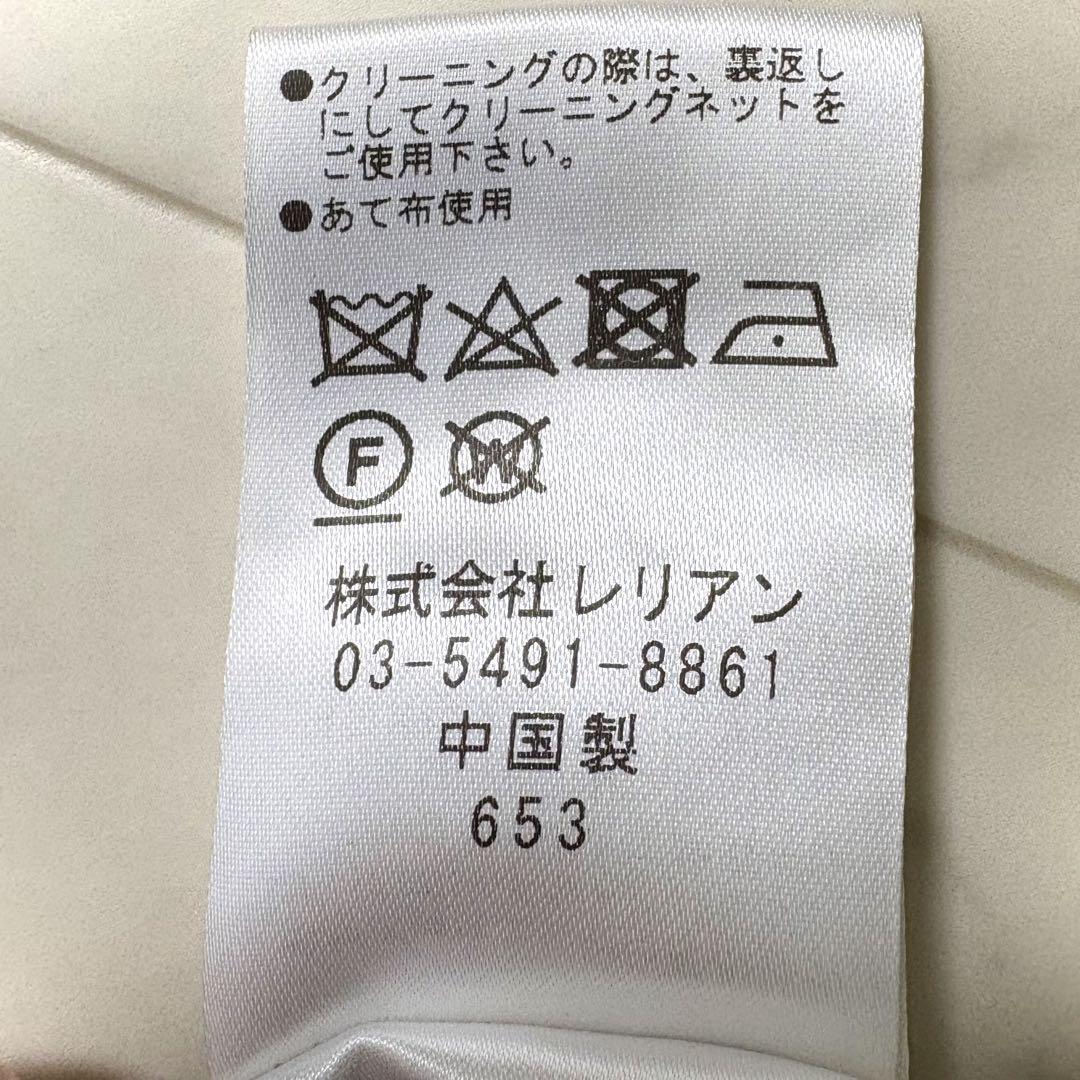 ●クリーニングの際は、裏返し
にしてクリーニングネットを
ご使用下さい。
●あて布使用
F W
株式会社レリアン
03-5491-8861
中国製
653